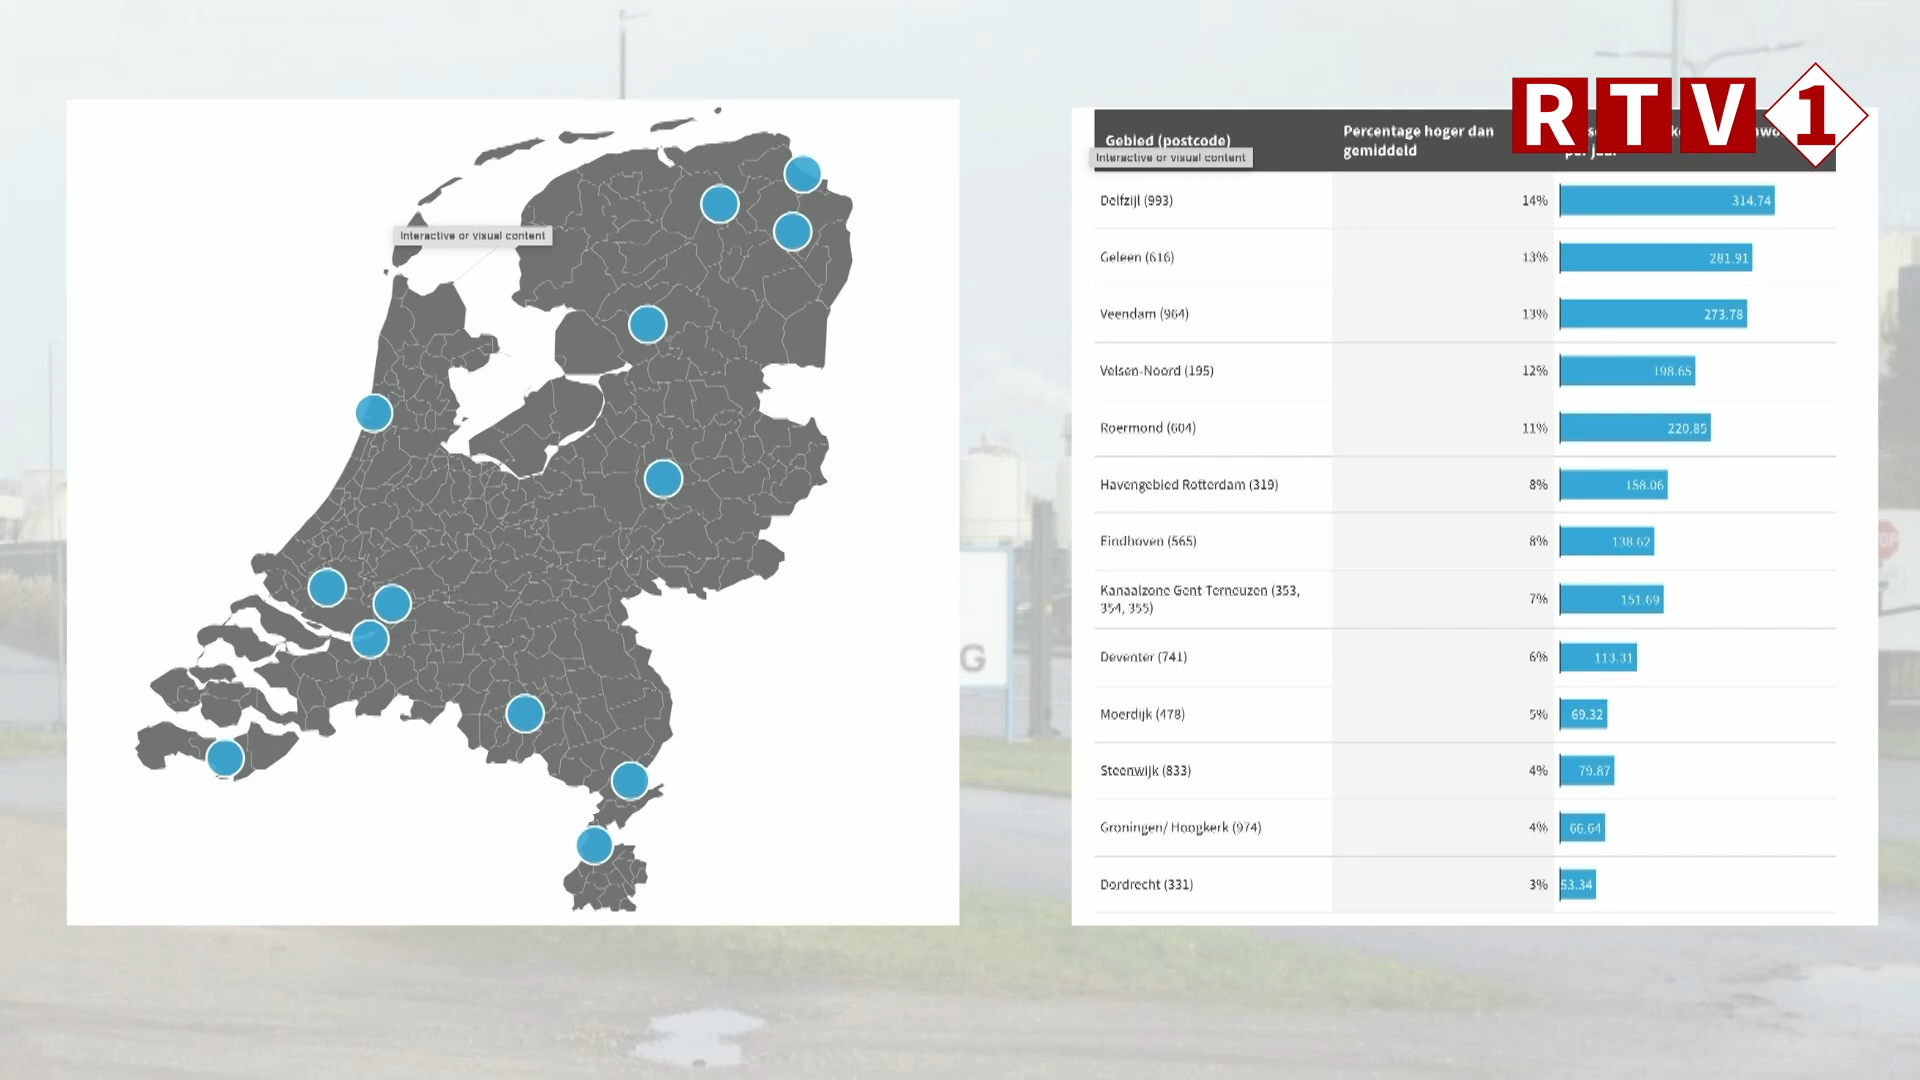 RTV1
Interactive or visual content
Gebied (postcode)
Interactive or visual content
Percentage hoger dan
gemiddeld
per jaar
Delfzijl (993) 14% 314.74
Geleen (616) 13% 281.91
Veendam (964) 13% 273.78
Velsen-Noord (195) 12% 198.65
Roermond (604) 11% 220.85
Havengebied Rotterdam (319) 8% 158.06
Eindhoven (565) 8% 138.62
Kanaalzone Gent Terneuzen (353,
354, 355) 7% 151.69
Deventer (741) 6% 113.31
Moerdijk (478) 5% 69.32
Steenwijk (833) 4% 79.87
Groningen/ Hoogkerk (974) 4% 66.64
Dordrecht (331) 3% 53.34
G